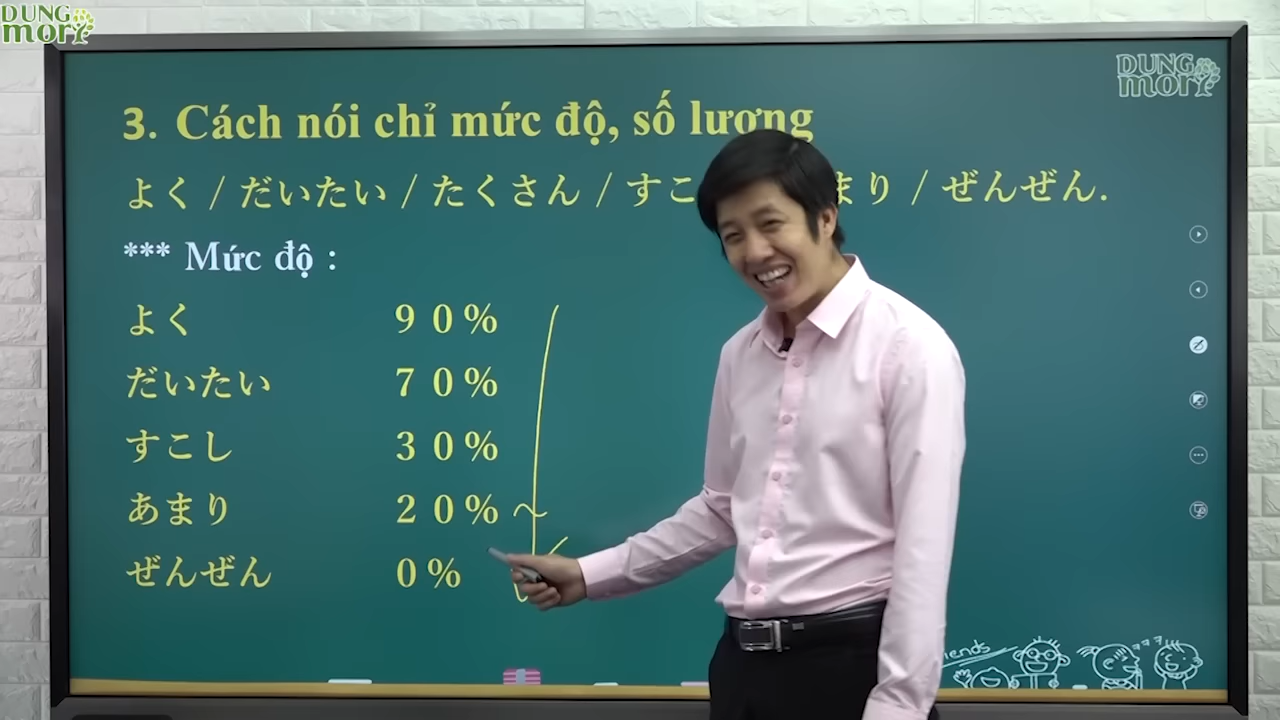 DUNG
mori
DUNG
mori
3. Cách nói chỉ mức độ, số lượng
よく / だいたい / たくさん / すこ まり / ぜんぜん.
*** Mức độ :
よく 90%
だいたい 70%
すこし 30%
あまり 20% ~
ぜんぜん 0%